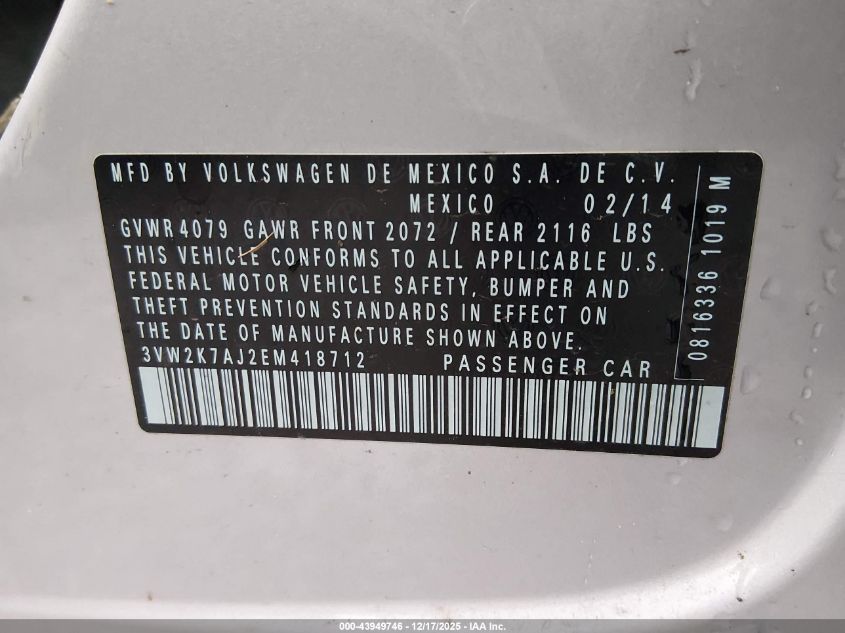 MFD BY VOLKSWAGEN DE MEXICO S.A. DE C.V.
MEXICO 02/14
GVWR 4079 GAWR FRONT 2072 / REAR 2116 LBS
THIS VEHICLE CONFORMS TO ALL APPLICABLE U.S.
FEDERAL MOTOR VEHICLE SAFETY, BUMPER AND
THEFT PREVENTION STANDARDS IN EFFECT ON
THE DATE OF MANUFACTURE SHOWN ABOVE.
3VW2K7AJ2EM418712 PASSENGER CAR
0816336 1019 M
000-43949746 - 12/17/2025 - IAA Inc.